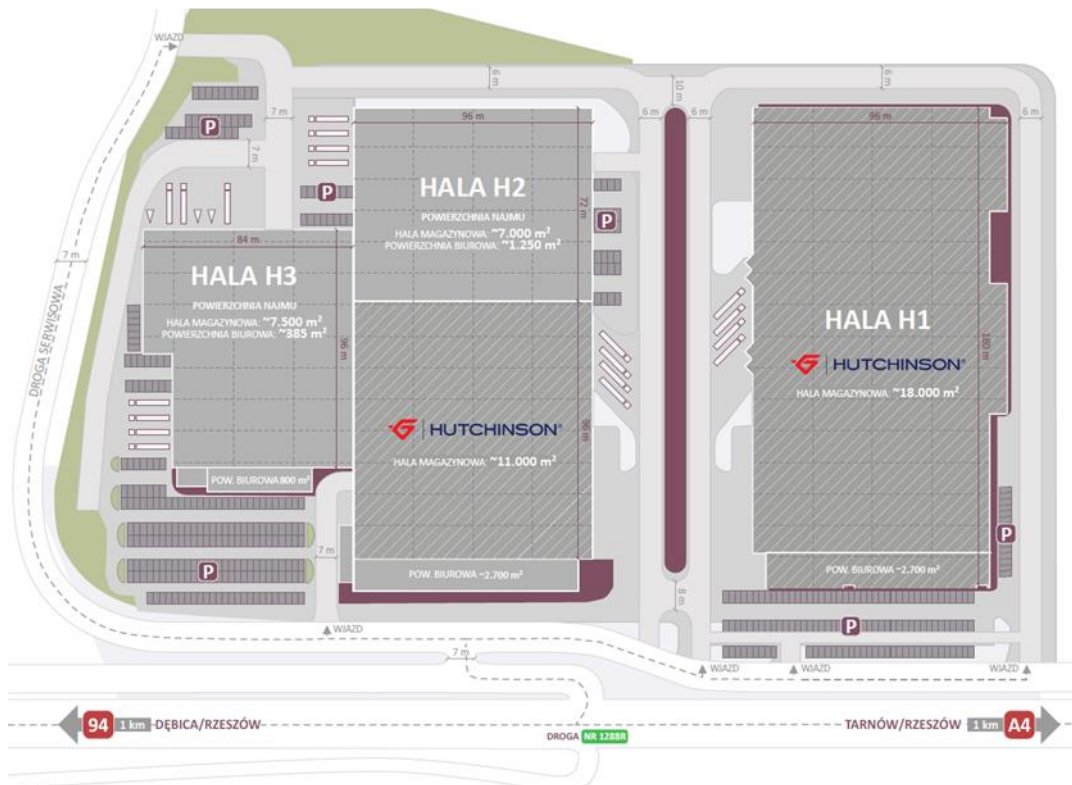 WJAZD
6 m
10 m
6 m
7 m
6 m
6 m
6 m
96 m
96 m
P
7 m
HALA H2
POWIERZCHNIA NAJMU
HALA MAGAZYNOWA: ~7.000 m²
POWIERZCHNIA BIUROWA: ~1.250 m²
72 m
P
P
84 m
7 m
HALA H3
POWIERZCHNIA NAJMU
HALA MAGAZYNOWA: ~7.500 m²
POWIERZCHNIA BIUROWA: ~385 m²
96 m
DROGA SERWISOWA
HALA H1
HUTCHINSON®
HALA MAGAZYNOWA: ~18.000 m²
180 m
HUTCHINSON®
HALA MAGAZYNOWA: ~11.000 m²
96 m
POW. BIUROWA 800 m²
P
7 m
POW. BIUROWA ~2.700 m²
POW. BIUROWA ~2.700 m²
P
8 m
P
WJAZD
7 m
WJAZD
WJAZD
WJAZD
94 1 km DĘBICA/RZESZÓW
DROGA NR 1288R
TARNÓW/RZESZÓW 1 km A4